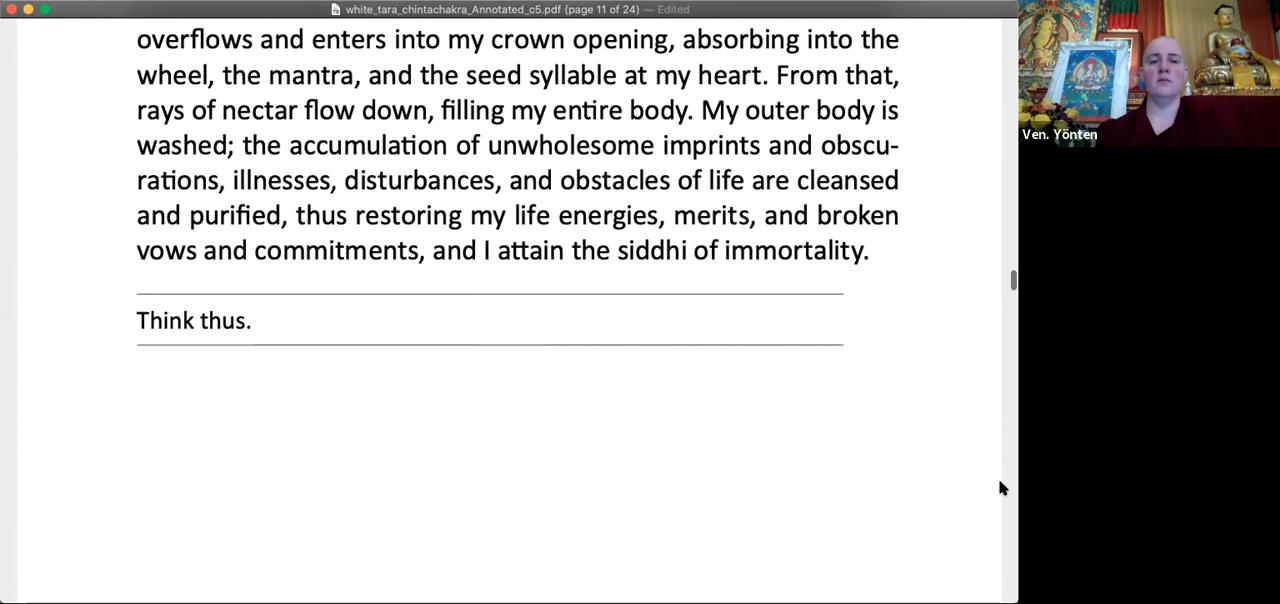 white_tara_chintachakra_Annotated_c5.pdf (page 11 of 24) — Edited
overflows and enters into my crown opening, absorbing into the
wheel, the mantra, and the seed syllable at my heart. From that,
rays of nectar flow down, filling my entire body. My outer body is
washed; the accumulation of unwholesome imprints and obscu-
rations, illnesses, disturbances, and obstacles of life are cleansed
and purified, thus restoring my life energies, merits, and broken
vows and commitments, and I attain the siddhi of immortality.
Think thus.
Ven. Yönten